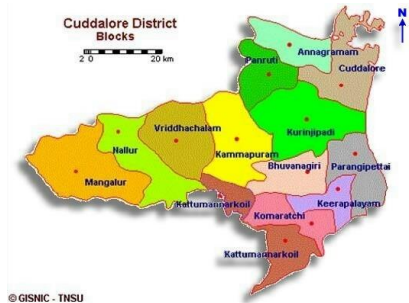 Cuddalore District
Blocks
2 0 20 km
N
Annagramam
Panruti
Cuddalore
Vriddhachalam
Kurinjipadi
Nallur
Kammapuram
Bhuvanagiri
Parangipettai
Mangalur
Kattumannarkoil
Keerapalayam
Komaratchi
Kattumannarkoil
© GISNIC - TNSU